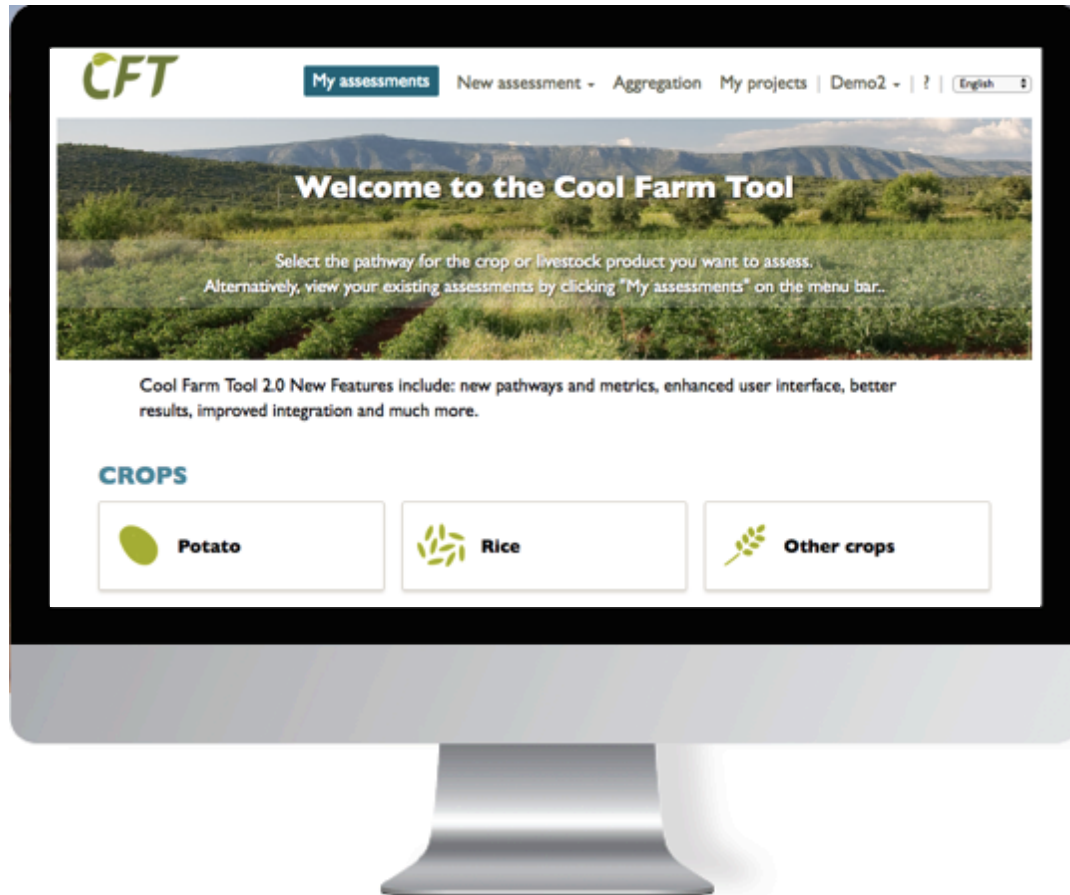 CFT
My assessments New assessment Aggregation My projects | Demo2 | ? | English
Welcome to the Cool Farm Tool
Select the pathway for the crop or livestock product you want to assess.
Alternatively, view your existing assessments by clicking "My assessments" on the menu bar..
Cool Farm Tool 2.0 New Features include: new pathways and metrics, enhanced user interface, better
results, improved integration and much more.
CROPS
Potato Rice Other crops